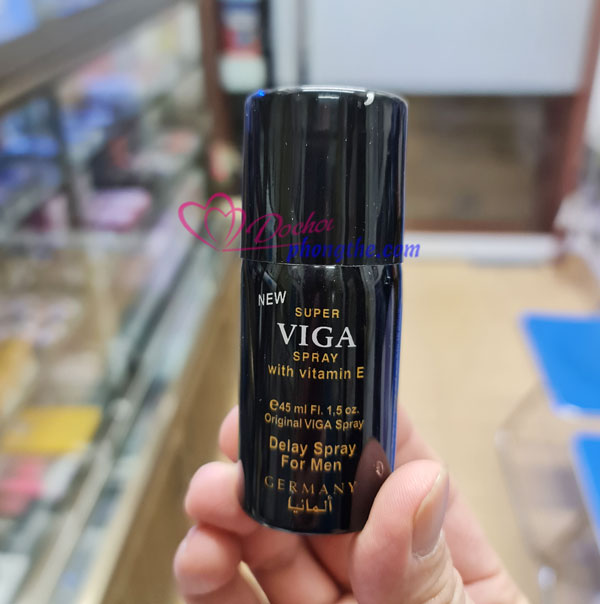 Dochoi
phongthe.com
NEW
SUPER
VIGA
SPRAY
with vitamin E
℮45 ml Fl. 1,5 oz.
Original VIGA Spray
Delay Spray
For Men
GERMANY
ألمانيا